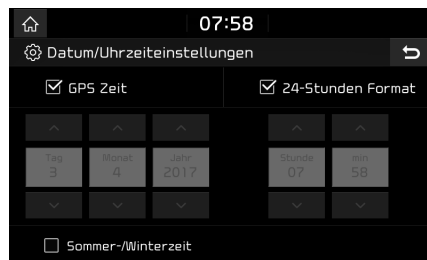 07:58
Datum/Uhrzeiteinstellungen
GPS Zeit 24-Stunden Format
Tag Monat Jahr Stunde min
3 4 2017 07 58
Sommer-/Winterzeit